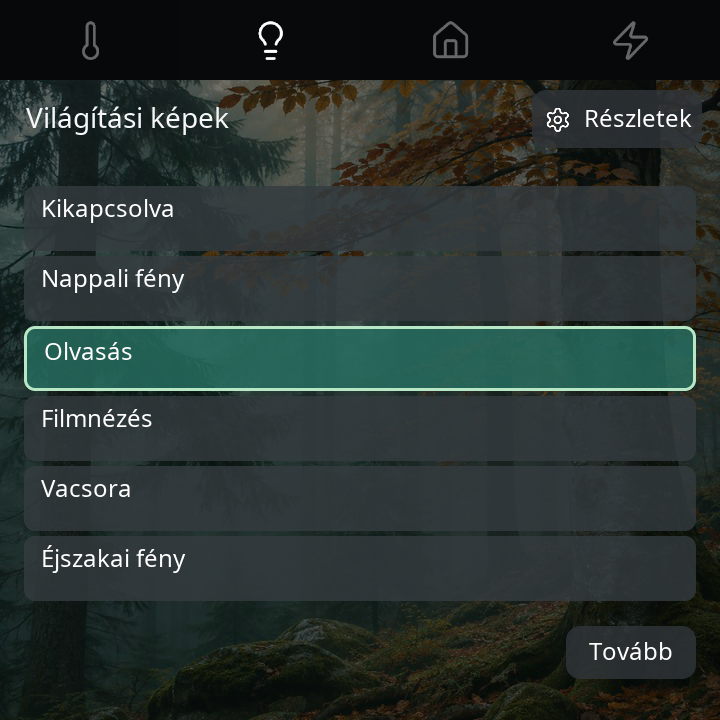 Világítási képek
Részletek
Kikapcsolva
Nappali fény
Olvasás
Filmnézés
Vacsora
Éjszakai fény
Tovább